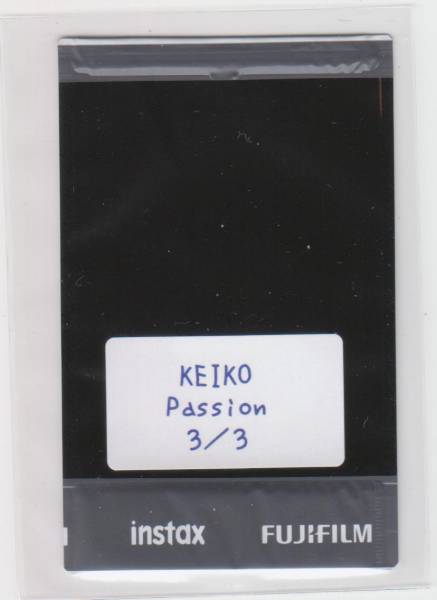 KEIKO
Passion
3/3
instax FUJIFILM